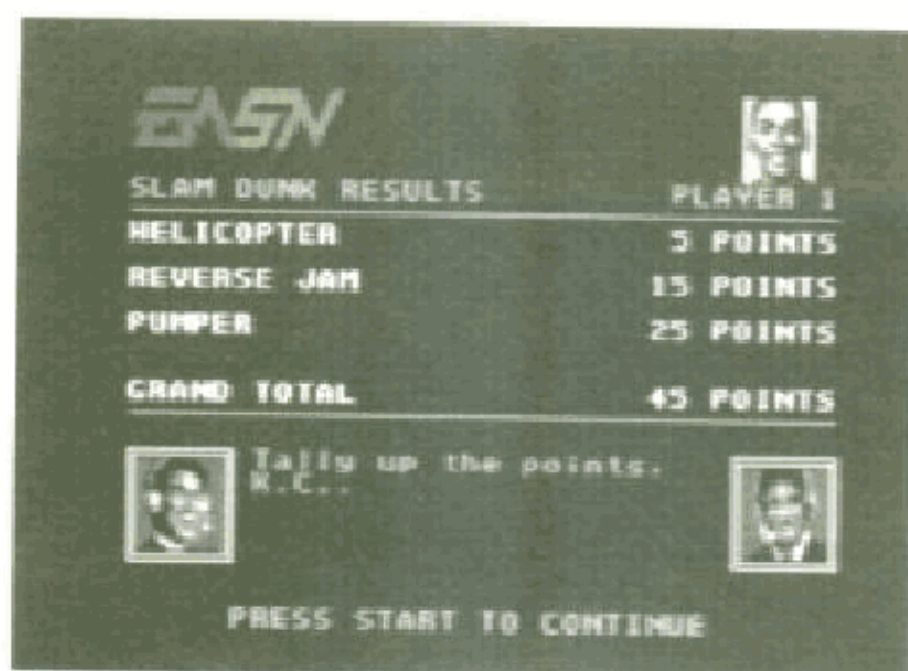 EASN
SLAM DUNK RESULTS PLAYER 1
HELICOPTER 5 POINTS
REVERSE JAM 15 POINTS
PUMPER 25 POINTS
GRAND TOTAL 45 POINTS
Tally up the points.
K.C..
PRESS START TO CONTINUE